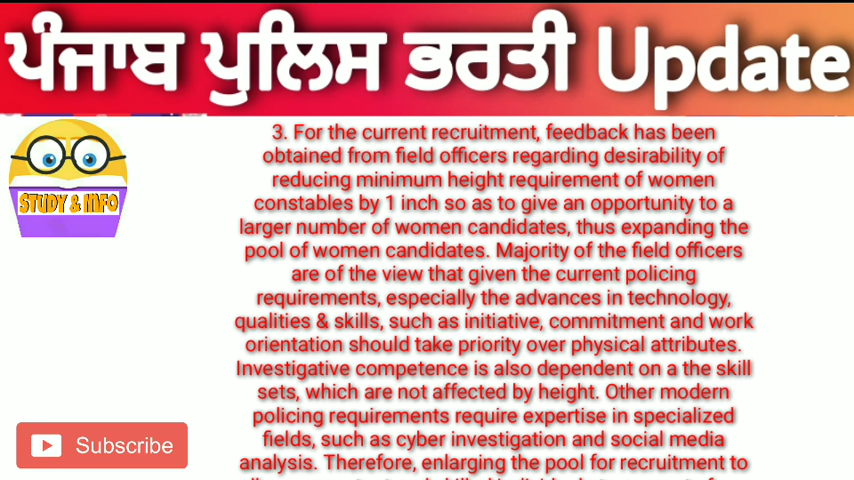 ਪੰਜਾਬ ਪੁਲਿਸ ਭਰਤੀ Update
STUDY & INFO
3. For the current recruitment, feedback has been
obtained from field officers regarding desirability of
reducing minimum height requirement of women
constables by 1 inch so as to give an opportunity to a
larger number of women candidates, thus expanding the
pool of women candidates. Majority of the field officers
are of the view that given the current policing
requirements, especially the advances in technology,
qualities & skills, such as initiative, commitment and work
orientation should take priority over physical attributes.
Investigative competence is also dependent on a the skill
sets, which are not affected by height. Other modern
policing requirements require expertise in specialized
fields, such as cyber investigation and social media
analysis. Therefore, enlarging the pool for recruitment to
Subscribe